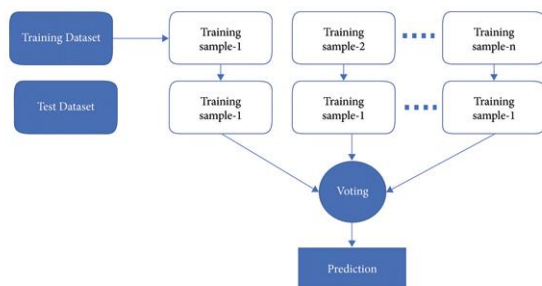 Training Dataset
Training
sample-1
Training
sample-2
Training
sample-n
Test Dataset
Training
sample-1
Training
sample-1
Training
sample-1
Voting
Prediction